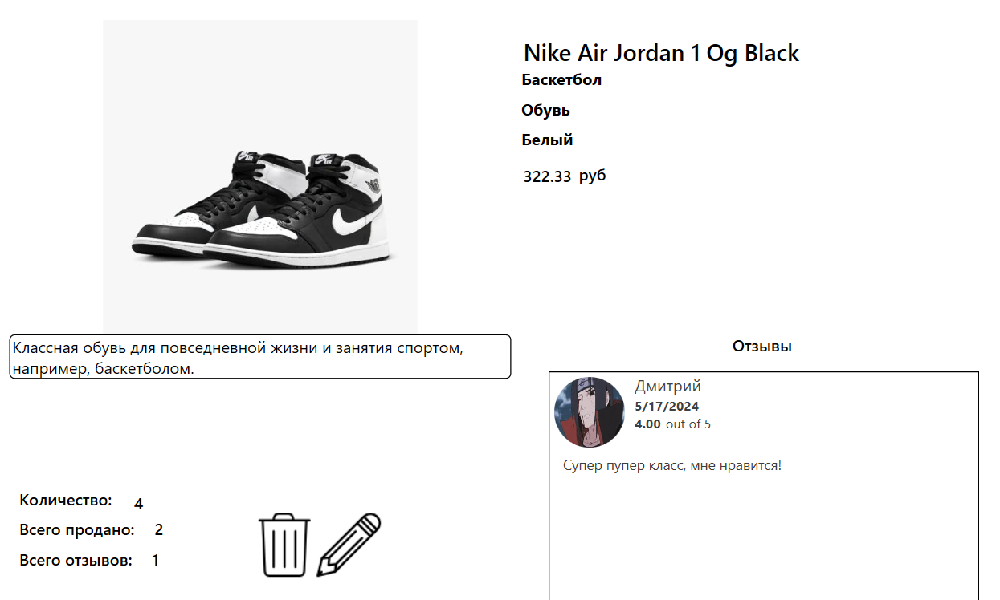 Nike Air Jordan 1 Og Black
Баскетбол
Обувь
Белый
322.33 руб
Классная обувь для повседневной жизни и занятия спортом,
например, баскетболом.
Отзывы
Дмитрий
5/17/2024
4.00 out of 5
Супер пупер класс, мне нравится!
Количество: 4
Всего продано: 2
Всего отзывов: 1